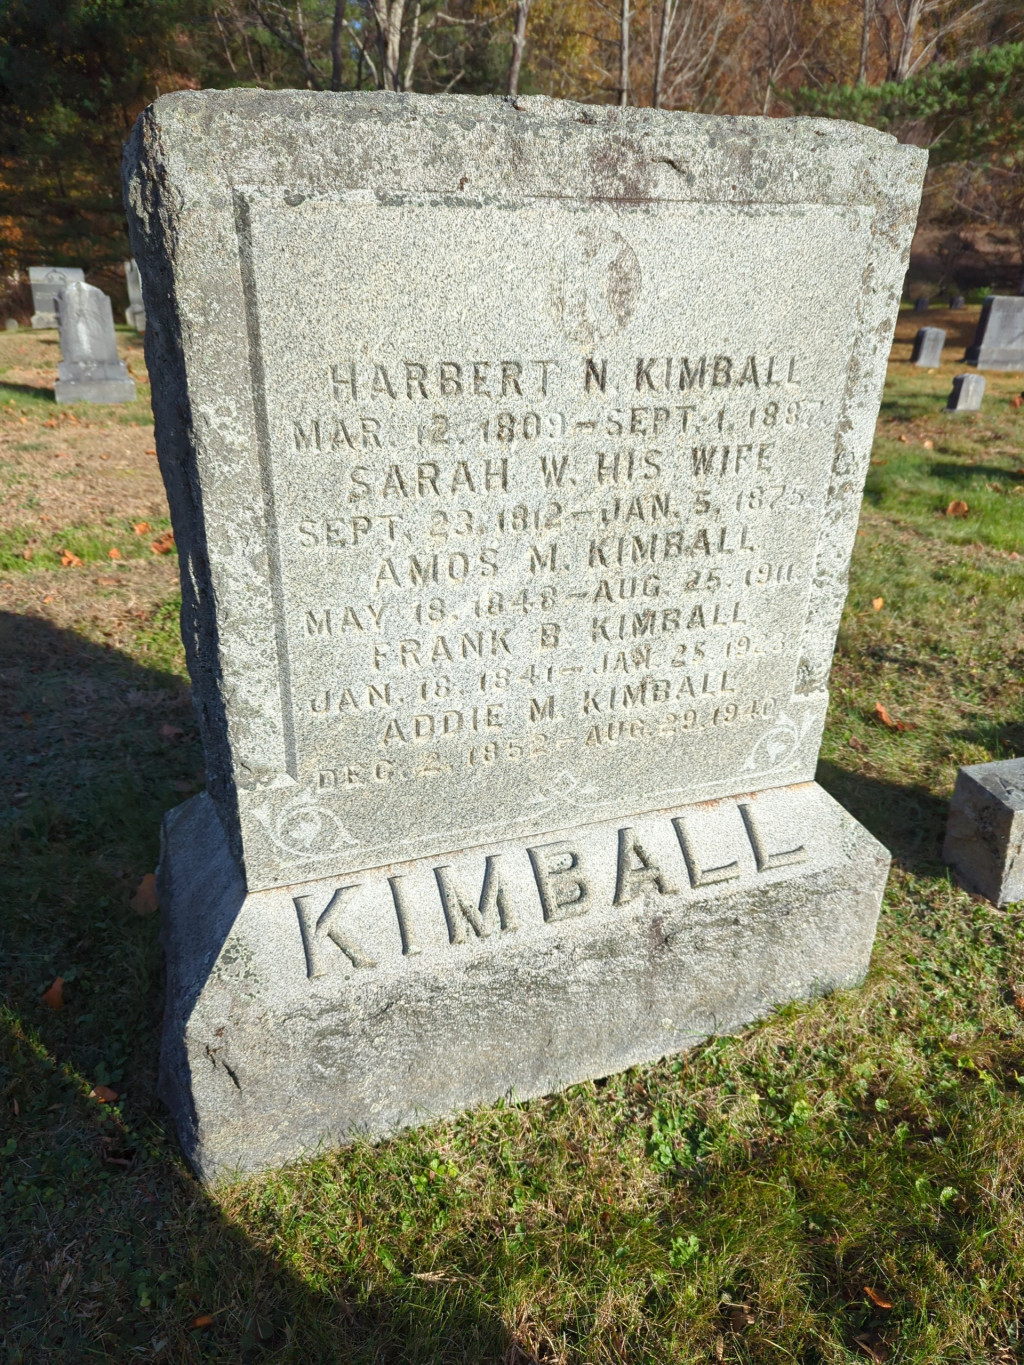 HARBERT N. KIMBALL
MAR. 12, 1809 – SEPT. 1, 1887.
SARAH W. HIS WIFE
SEPT. 23, 1812 – JAN. 5, 1875.
AMOS M. KIMBALL
MAY 18, 1848 – AUG. 25, 1911.
FRANK B. KIMBALL
JAN. 18, 1841 – JAN. 25, 1923.
ADDIE M. KIMBALL
DEC. 2, 1852 – AUG. 29, 1940.
KIMBALL